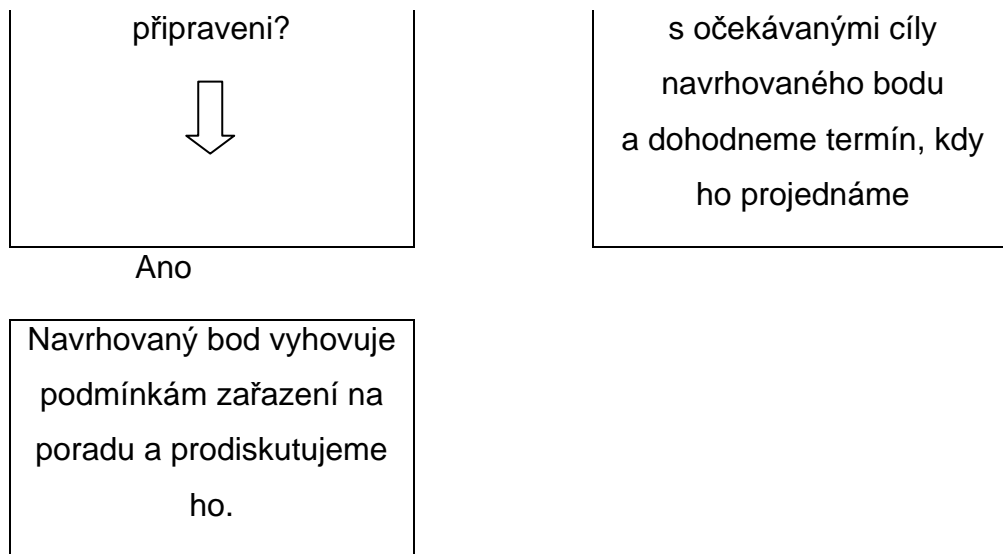 připraveni?
s očekávanými cíly
navrhovaného bodu
a dohodneme termín, kdy
ho projednáme
Ano
Navrhovaný bod vyhovuje
podmínkám zařazení na
poradu a prodiskutujeme
ho.